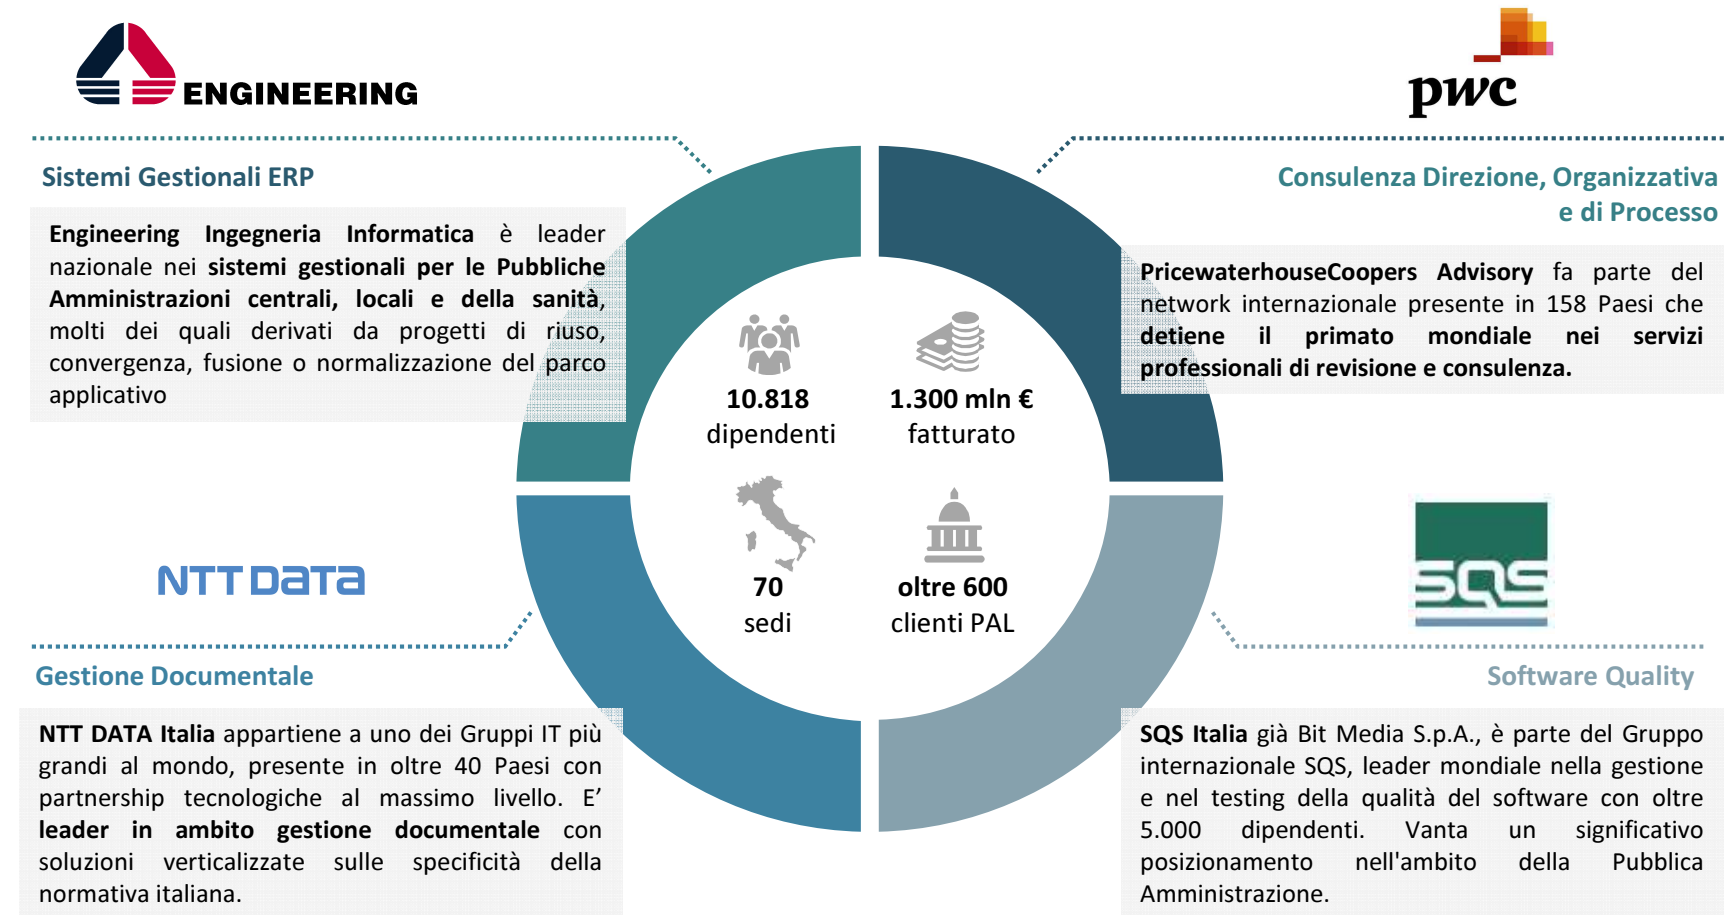 ENGINEERING
Sistemi Gestionali ERP
Engineering Ingegneria Informatica è leader
nazionale nei sistemi gestionali per le Pubbliche
Amministrazioni centrali, locali e della sanità,
molti dei quali derivati da progetti di riuso,
convergenza, fusione o normalizzazione del parco
applicativo
pwc
Consulenza Direzione, Organizzativa
e di Processo
PricewaterhouseCoopers Advisory fa parte del
network internazionale presente in 158 Paesi che
detiene il primato mondiale nei servizi
professionali di revisione e consulenza.
10.818
dipendenti
1.300 mln €
fatturato
70
sedi
oltre 600
clienti PAL
NTT DATA
Gestione Documentale
NTT DATA Italia appartiene a uno dei Gruppi IT più
grandi al mondo, presente in oltre 40 Paesi con
partnership tecnologiche al massimo livello. E’
leader in ambito gestione documentale con
soluzioni verticalizzate sulle specificità della
normativa italiana.
SQS
Software Quality
SQS Italia già Bit Media S.p.A., è parte del Gruppo
internazionale SQS, leader mondiale nella gestione
e nel testing della qualità del software con oltre
5.000 dipendenti. Vanta un significativo
posizionamento nell'ambito della Pubblica
Amministrazione.